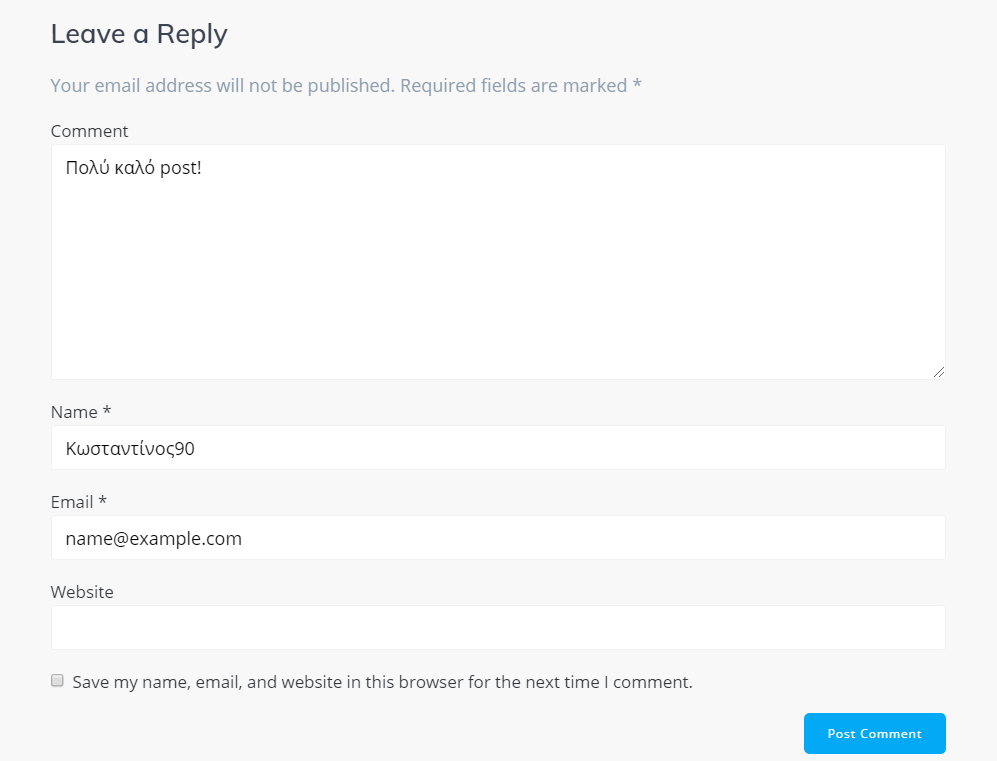 Leave a Reply
Your email address will not be published. Required fields are marked *
Comment
Πολύ καλό post!
Name *
Κωσταντίνος90
Email *
name@example.com
Website
Save my name, email, and website in this browser for the next time I comment.
Post Comment